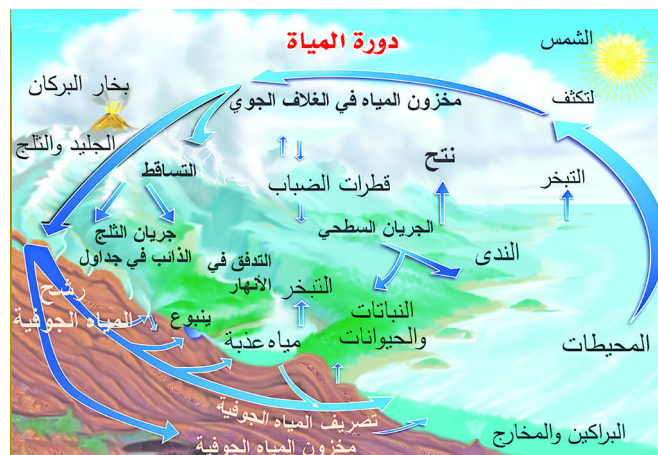 دورة المياة
الشمس
بخار البركان
مخزون المياه في الغلاف الجوي
لتكثف
الجليد والثلج
التساقط
نتح
قطرات الضباب
التبخر
الجريان السطحي
جريان الثلج
الذائب في جداول
التدفق في
الأنهار
الندى
التبخر
النباتات
والحيوانات
رشح
المياه الجوفية
ينبوع
مياه عذبة
المحيطات
تصريف المياه الجوفية
مخزون المياه الجوفية
البراكين والمخارج